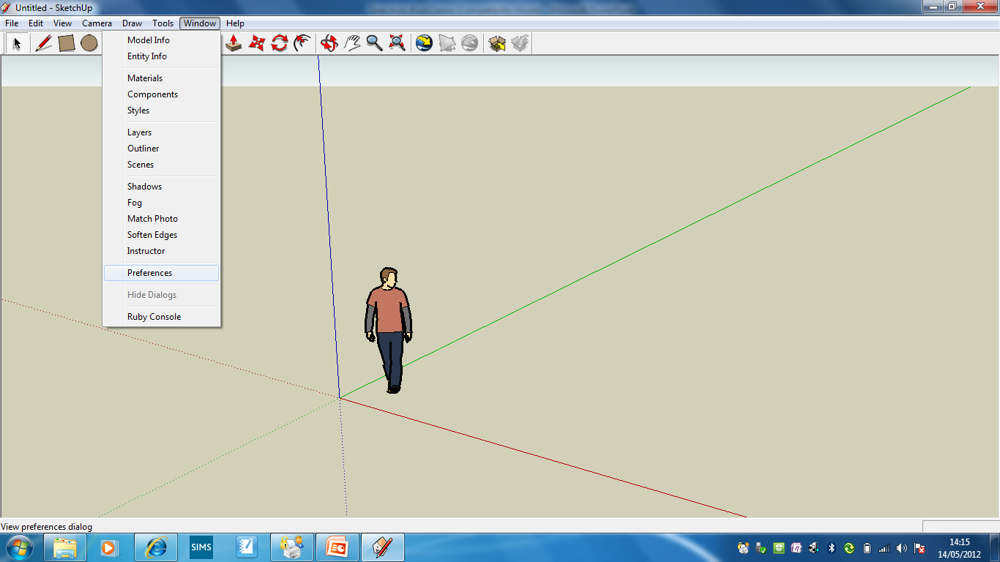 Untitled - SketchUp
File Edit View Camera Draw Tools Window Help
Model Info
Entity Info
Materials
Components
Styles
Layers
Outliner
Scenes
Shadows
Fog
Match Photo
Soften Edges
Instructor
Preferences
Hide Dialogs
Ruby Console
View preferences dialog
SIMS
14:15
14/05/2012